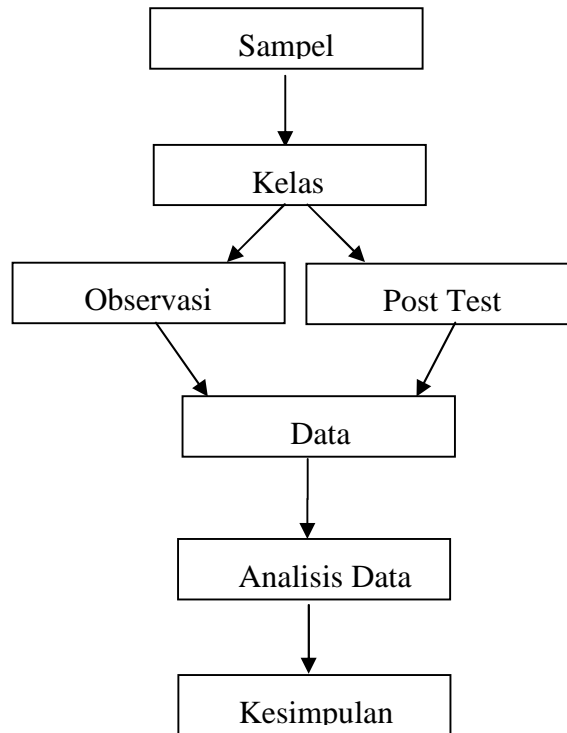 Sampel
Kelas
Observasi
Post Test
Data
Analisis Data
Kesimpulan